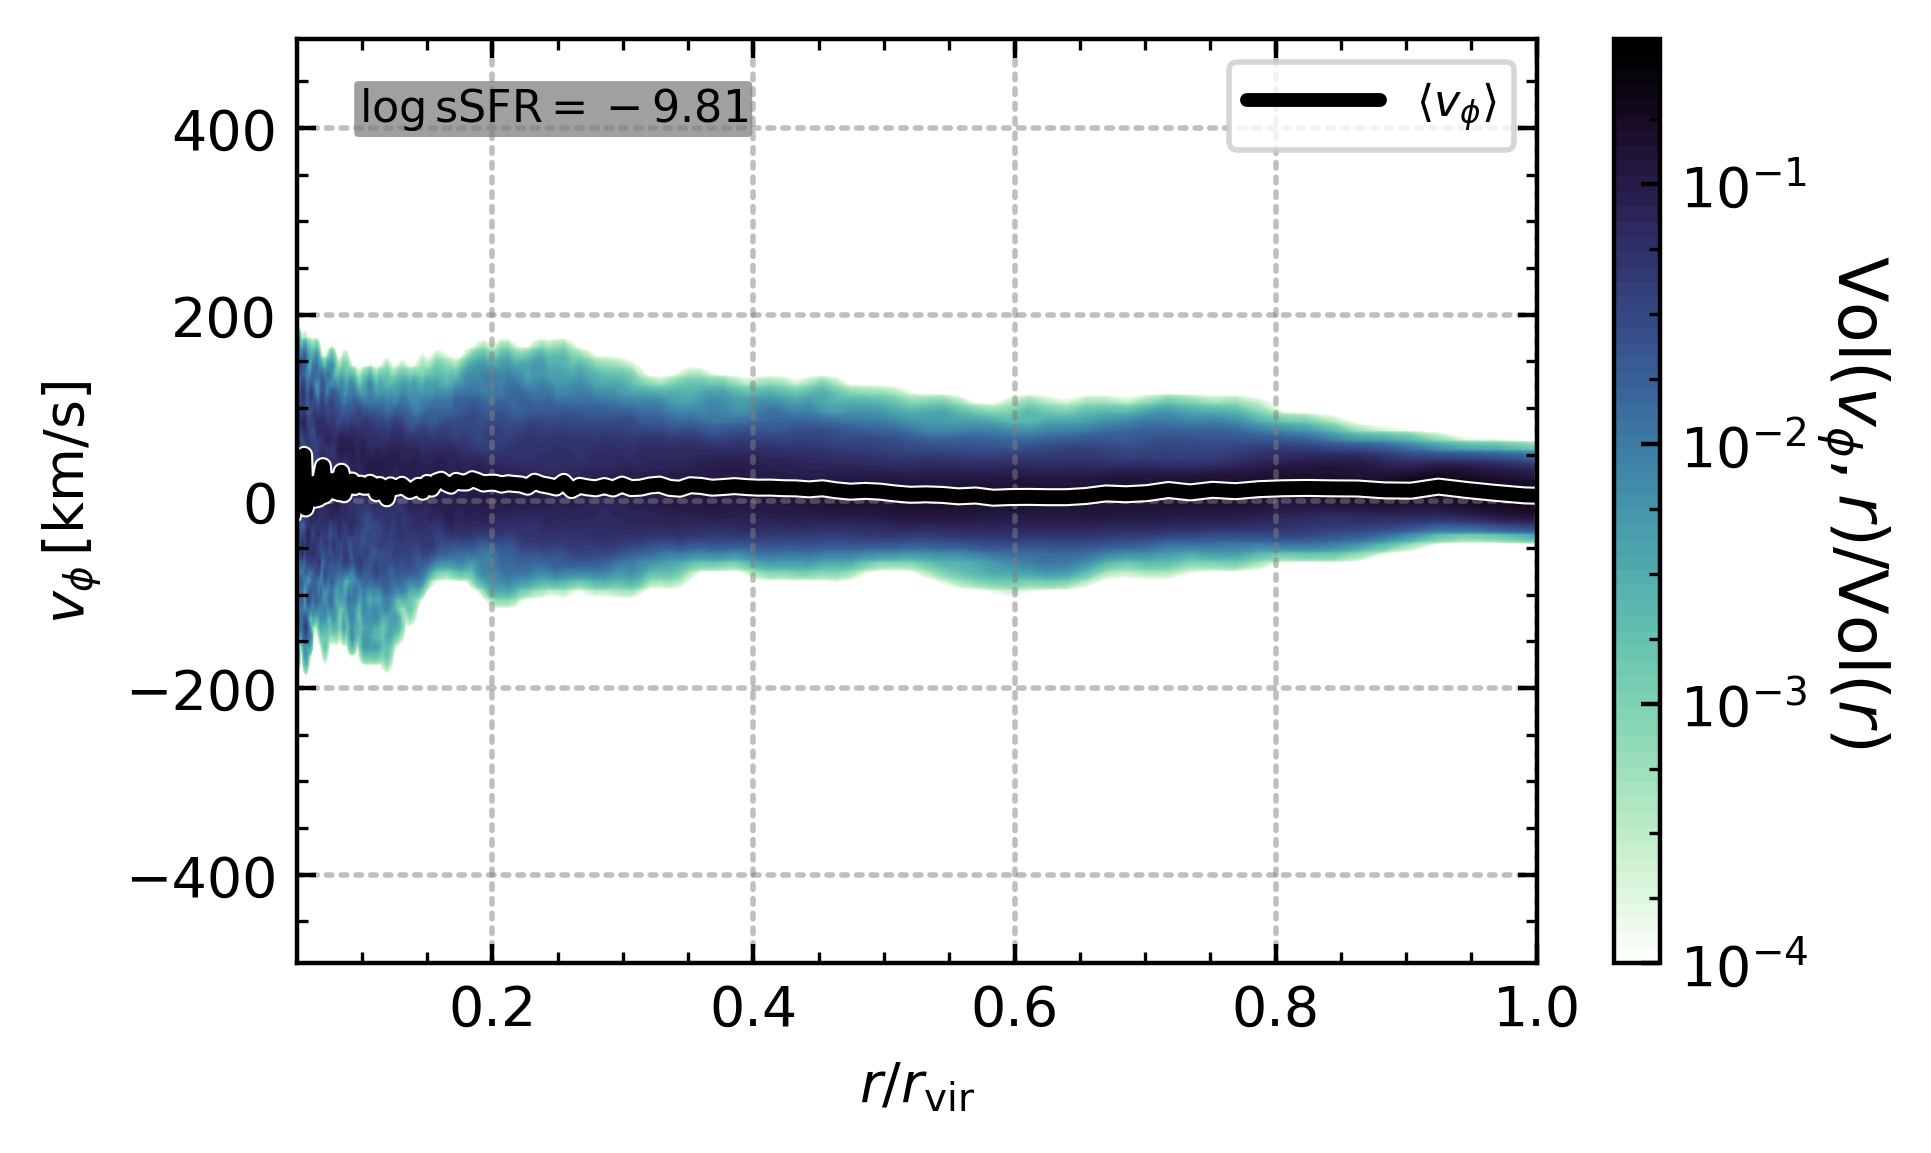 log sSFR = −9.81
⟨v_ϕ⟩
400
200
0
−200
−400
v_ϕ [km/s]
0.2 0.4 0.6 0.8 1.0
r/r_vir
10⁻¹
10⁻²
10⁻³
10⁻⁴
Vol(v_ϕ, r)/Vol(r)